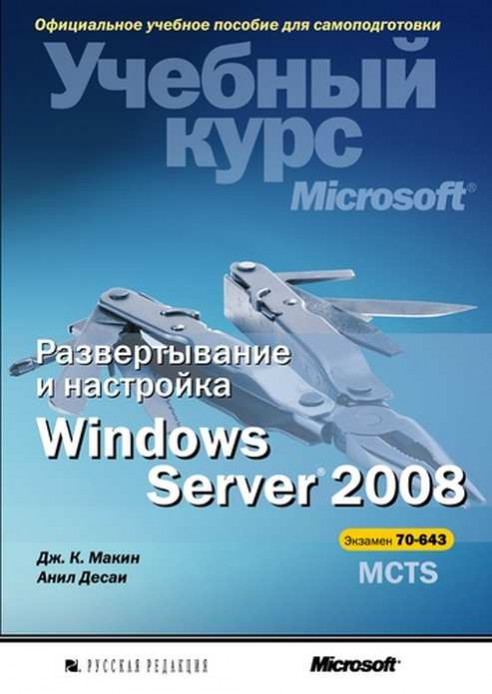 Официальное учебное пособие для самоподготовки
Учебный
курс
Microsoft®
Развертывание
и настройка
Windows
Server® 2008
Экзамен 70-643
MCTS
Дж. К. Макин
Анил Десаи
РУССКАЯ РЕДАКЦИЯ
Microsoft®